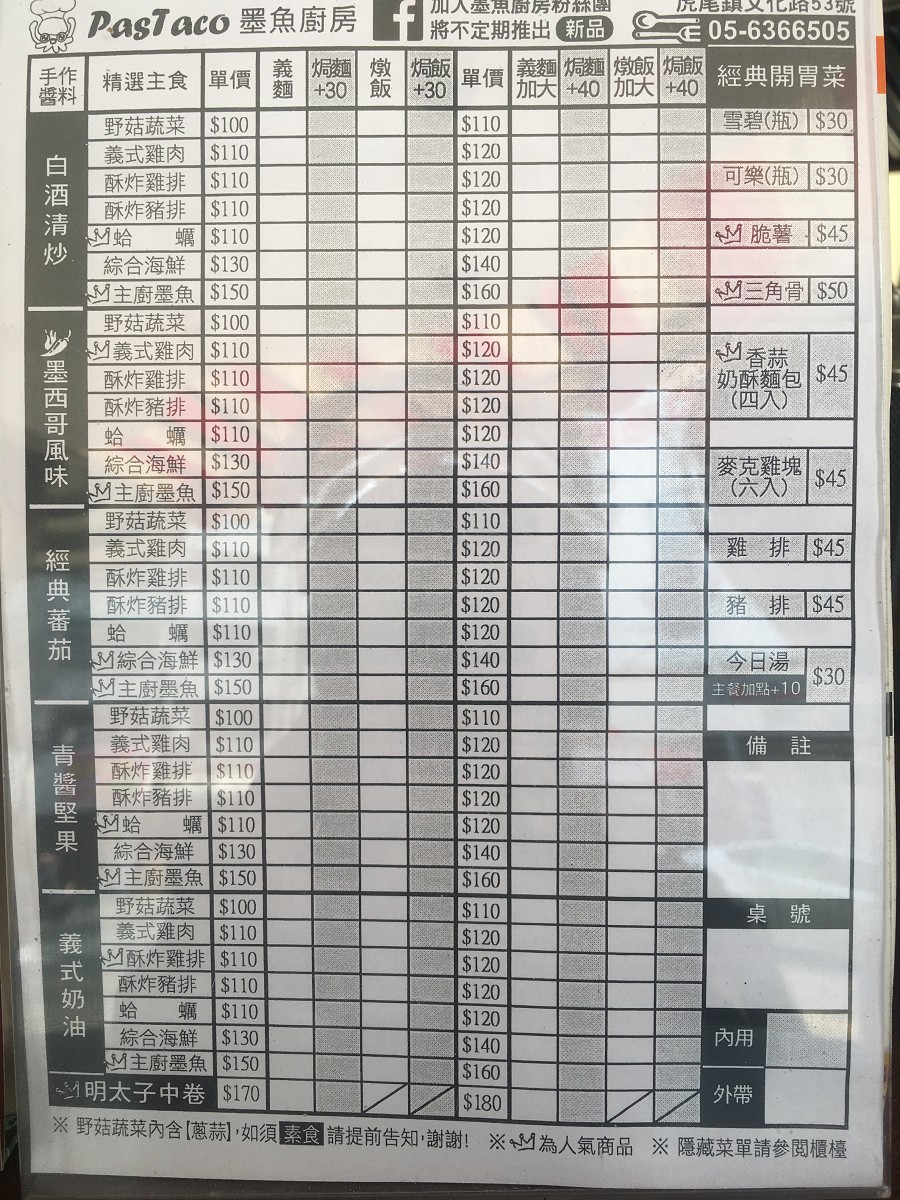 PasTaco 墨魚廚房
加入墨魚廚房粉絲團
將不定期推出 新品
虎尾鎮文化路53號
05-6366505
手作醬料 精選主食 單價 義麵 焗麵+30 燉飯 焗飯+30 單價 義麵加大 焗麵+40 燉飯加大 焗飯+40
白酒清炒
野菇蔬菜 $100 $110
義式雞肉 $110 $120
酥炸雞排 $110 $120
酥炸豬排 $110 $120
蛤蠣 $110 $120
綜合海鮮 $130 $140
主廚墨魚 $150 $160
墨西哥風味
野菇蔬菜 $100 $110
義式雞肉 $110 $120
酥炸雞排 $110 $120
酥炸豬排 $110 $120
蛤蠣 $110 $120
綜合海鮮 $130 $140
主廚墨魚 $150 $160
經典蕃茄
野菇蔬菜 $100 $110
義式雞肉 $110 $120
酥炸雞排 $110 $120
酥炸豬排 $110 $120
蛤蠣 $110 $120
綜合海鮮 $130 $140
主廚墨魚 $150 $160
青醬堅果
野菇蔬菜 $100 $110
義式雞肉 $110 $120
酥炸雞排 $110 $120
酥炸豬排 $110 $120
蛤蠣 $110 $120
綜合海鮮 $130 $140
主廚墨魚 $150 $160
義式奶油
野菇蔬菜 $100 $110
義式雞肉 $110 $120
酥炸雞排 $110 $120
酥炸豬排 $110 $120
蛤蠣 $110 $120
綜合海鮮 $130 $140
主廚墨魚 $150 $160
明太子中卷 $170 $180
經典開胃菜
雪碧(瓶) $30
可樂(瓶) $30
脆薯 $45
三角骨 $50
香蒜
奶酥麵包
(四入) $45
麥克雞塊
(六入) $45
雞排 $45
豬排 $45
今日湯 $30
主餐加點+10
備註
桌號
內用
外帶
※ 野菇蔬菜內含【蔥蒜】,如須 素食 請提前告知,謝謝! ※ 為人氣商品 ※ 隱藏菜單請參閱櫃檯